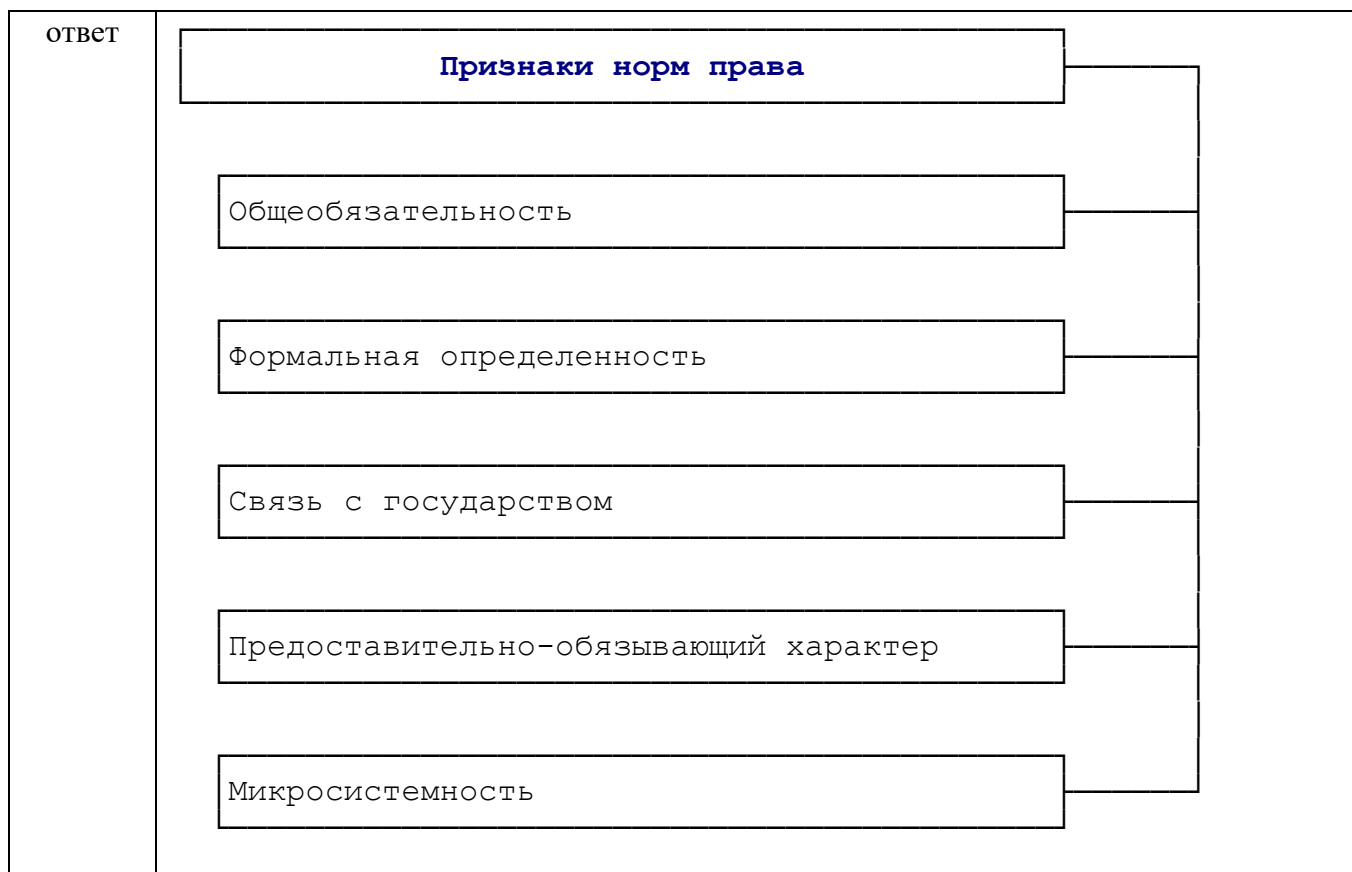 ответ
Признаки норм права
Общеобязательность
Формальная определенность
Связь с государством
Предоставительно-обязывающий характер
Микросистемность